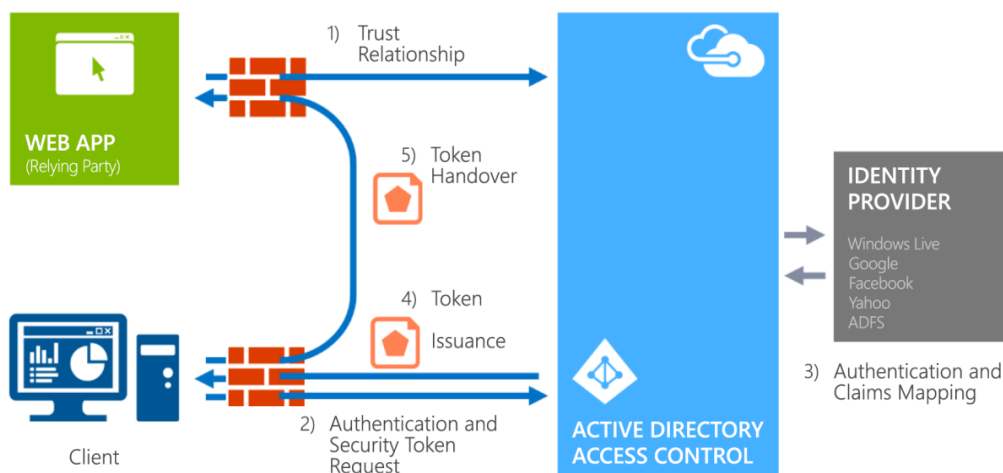 1) Trust
Relationship
WEB APP
(Relying Party)
5) Token
Handover
IDENTITY
PROVIDER
Windows Live
Google
Facebook
Yahoo
ADFS
4) Token
Issuance
3) Authentication and
Claims Mapping
2) Authentication and
Security Token
Request
ACTIVE DIRECTORY
ACCESS CONTROL
Client